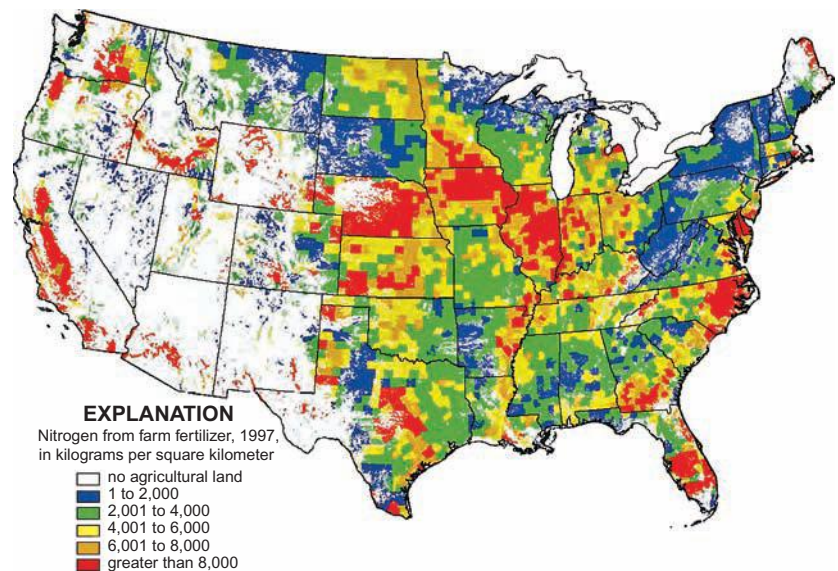 EXPLANATION
Nitrogen from farm fertilizer, 1997,
in kilograms per square kilometer
no agricultural land
1 to 2,000
2,001 to 4,000
4,001 to 6,000
6,001 to 8,000
greater than 8,000